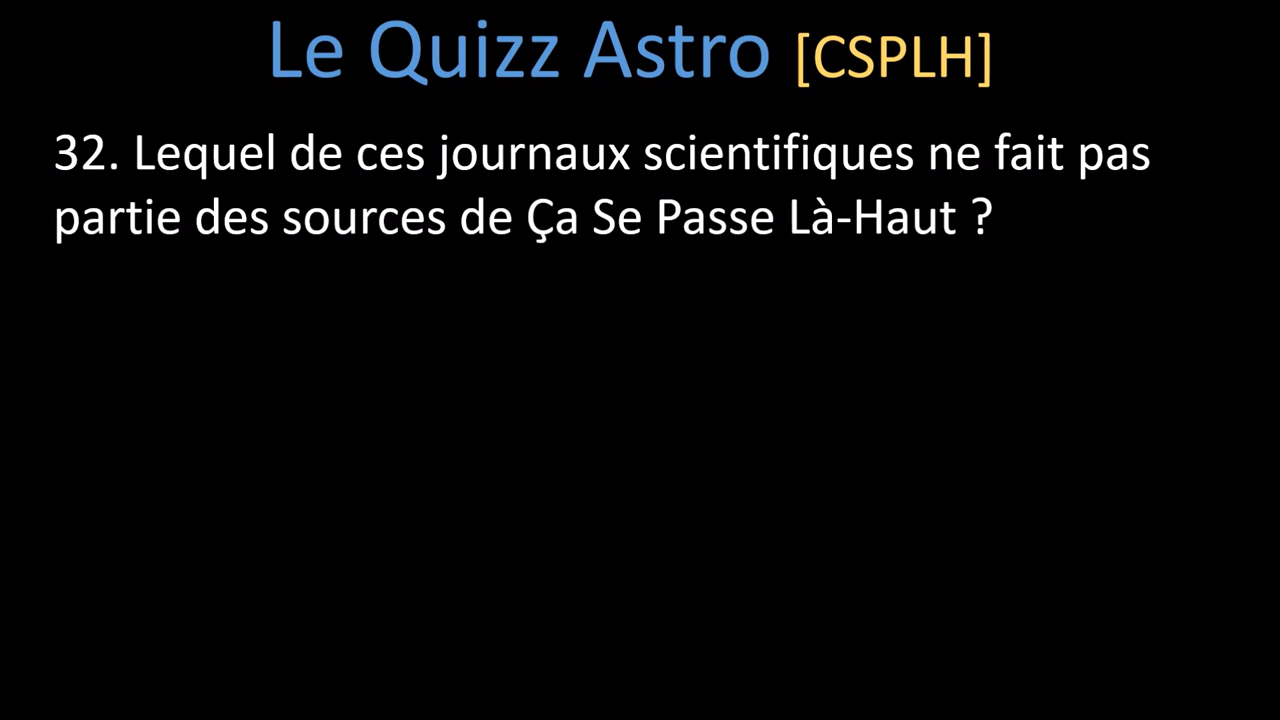 Le Quizz Astro [CSPLH]
32. Lequel de ces journaux scientifiques ne fait pas
partie des sources de Ça Se Passe Là-Haut ?